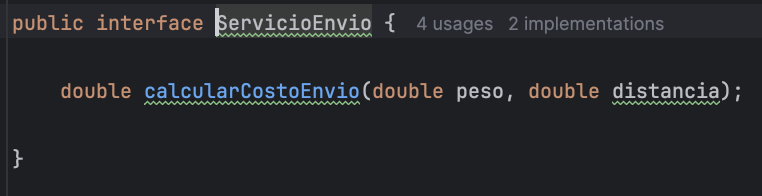 public interface ServicioEnvio { 4 usages 2 implementations
double calcularCostoEnvio(double peso, double distancia);
}